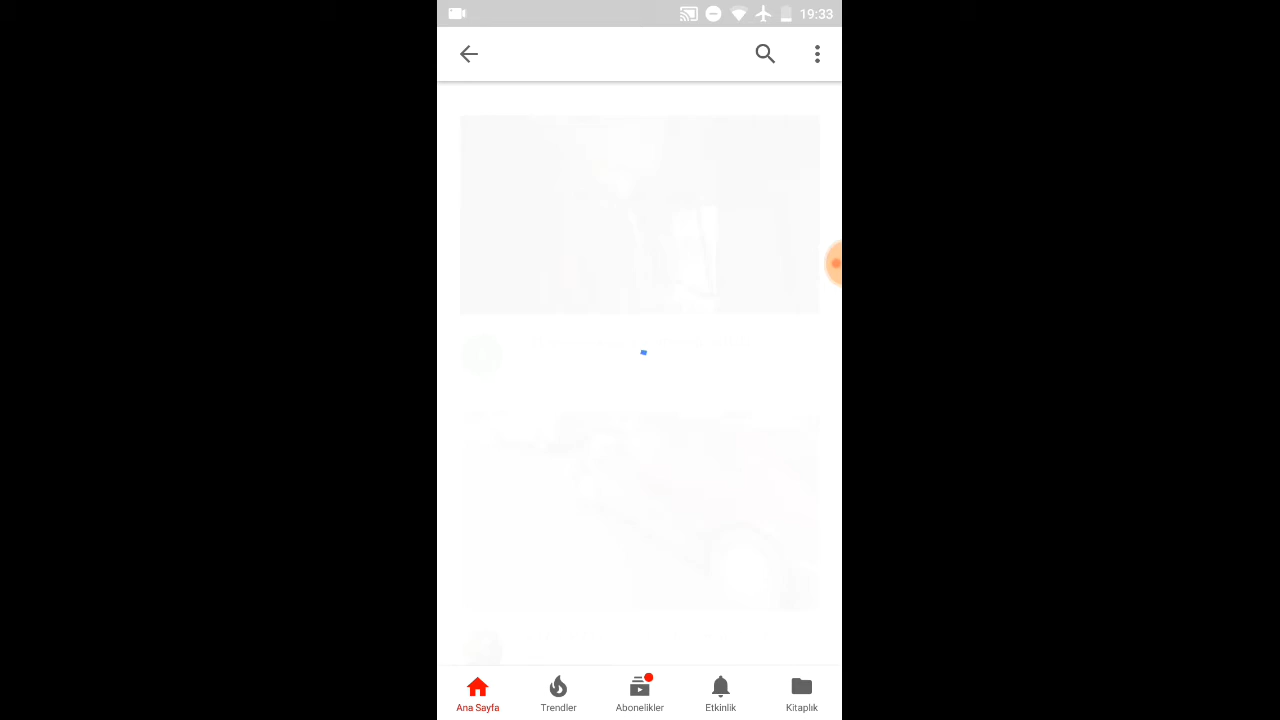 19:33
Ana Sayfa
Trendler
Abonelikler
Etkinlik
Kitaplık